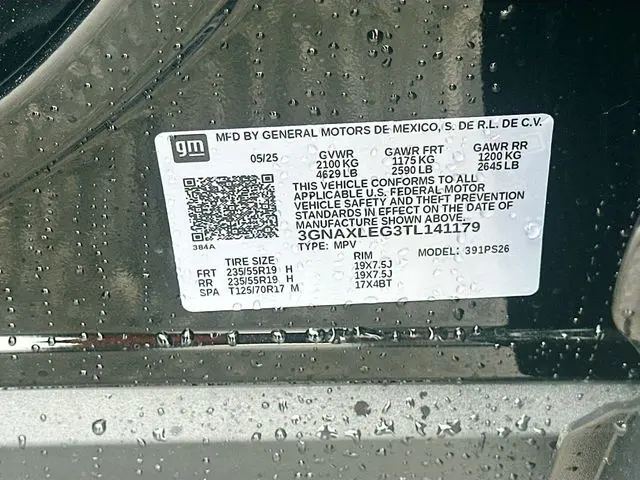 gm
MFD BY GENERAL MOTORS DE MEXICO, S. DE R.L. DE C.V.
05/25 GVWR GAWR FRT GAWR RR
2100 KG 1175 KG 1200 KG
4629 LB 2590 LB 2645 LB
THIS VEHICLE CONFORMS TO ALL
APPLICABLE U.S. FEDERAL MOTOR
VEHICLE SAFETY AND THEFT PREVENTION
STANDARDS IN EFFECT ON THE DATE OF
MANUFACTURE SHOWN ABOVE.
3GNAXLEG3TL141179
384A
TYPE: MPV MODEL: 391PS26
TIRE SIZE RIM
FRT 235/55R19 H 19X7.5J
RR 235/55R19 H 19X7.5J
SPA T125/70R17 M 17X4BT